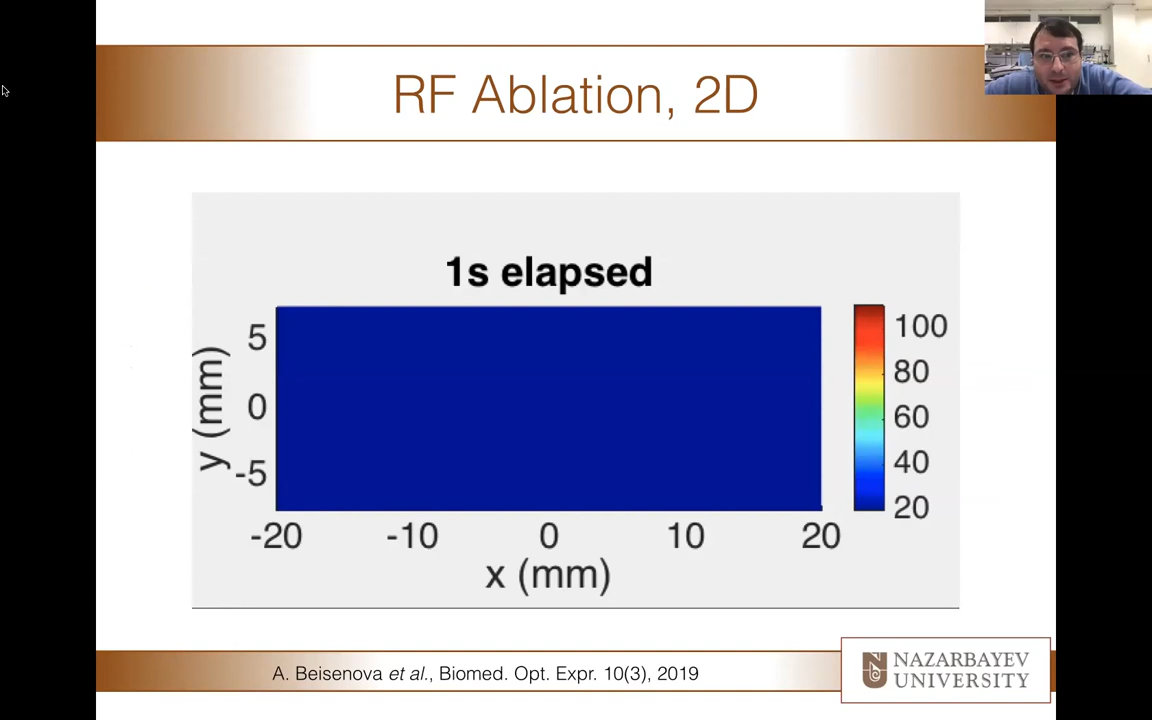 RF Ablation, 2D
1s elapsed
y (mm)
5
0
-5
-20 -10 0 10 20
x (mm)
100
80
60
40
20
A. Beisenova et al., Biomed. Opt. Expr. 10(3), 2019
NAZARBAYEV
UNIVERSITY